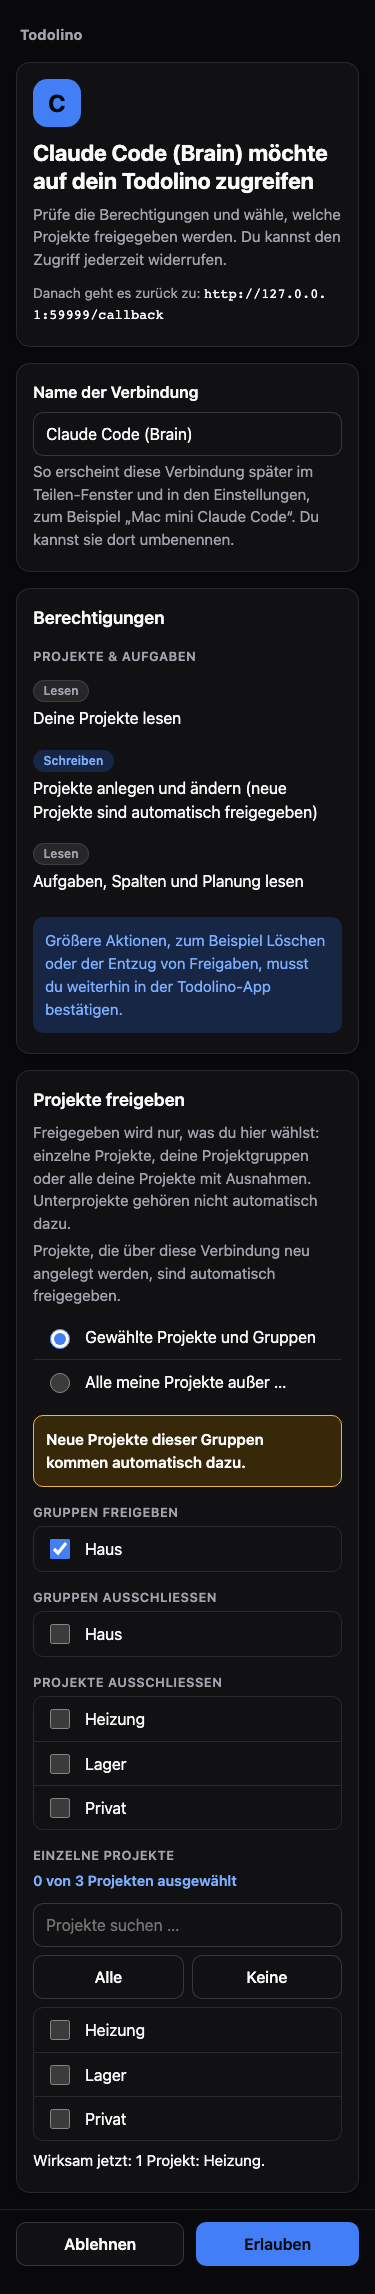 Todolino
C
Claude Code (Brain) möchte
auf dein Todolino zugreifen
Prüfe die Berechtigungen und wähle, welche
Projekte freigegeben werden. Du kannst den
Zugriff jederzeit widerrufen.
Danach geht es zurück zu: http://127.0.0.
1:59999/callback
Name der Verbindung
Claude Code (Brain)
So erscheint diese Verbindung später im
Teilen-Fenster und in den Einstellungen,
zum Beispiel „Mac mini Claude Code“. Du
kannst sie dort umbenennen.
Berechtigungen
PROJEKTE & AUFGABEN
Lesen
Deine Projekte lesen
Schreiben
Projekte anlegen und ändern (neue
Projekte sind automatisch freigegeben)
Lesen
Aufgaben, Spalten und Planung lesen
Größere Aktionen, zum Beispiel Löschen
oder der Entzug von Freigaben, musst
du weiterhin in der Todolino-App
bestätigen.
Projekte freigeben
Freigegeben wird nur, was du hier wählst:
einzelne Projekte, deine Projektgruppen
oder alle deine Projekte mit Ausnahmen.
Unterprojekte gehören nicht automatisch
dazu.
Projekte, die über diese Verbindung neu
angelegt werden, sind automatisch
freigegeben.
Gewählte Projekte und Gruppen
Alle meine Projekte außer ...
Neue Projekte dieser Gruppen
kommen automatisch dazu.
GRUPPEN FREIGEBEN
Haus
GRUPPEN AUSSCHLIESSEN
Haus
PROJEKTE AUSSCHLIESSEN
Heizung
Lager
Privat
EINZELNE PROJEKTE
0 von 3 Projekten ausgewählt
Projekte suchen ...
Alle
Keine
Heizung
Lager
Privat
Wirksam jetzt: 1 Projekt: Heizung.
Ablehnen
Erlauben